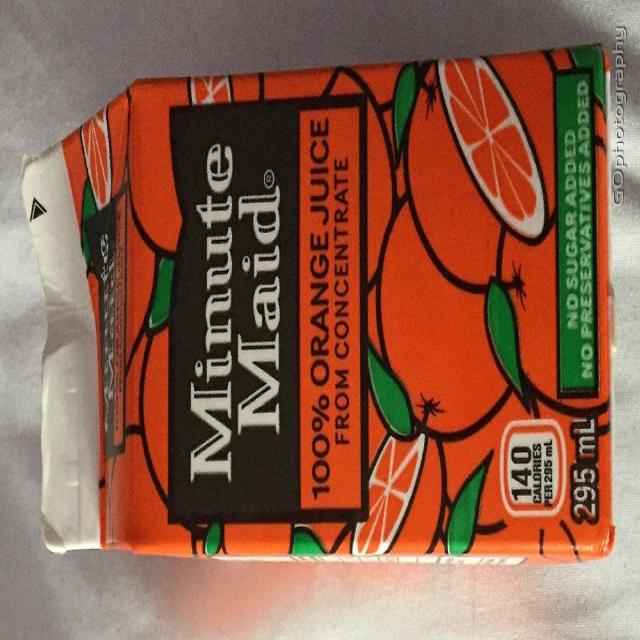 Minute
Maid®
100% ORANGE JUICE
FROM CONCENTRATE
NO SUGAR ADDED
NO PRESERVATIVES ADDED
140
CALORIES
PER 295 mL
295 mL
GOphotography